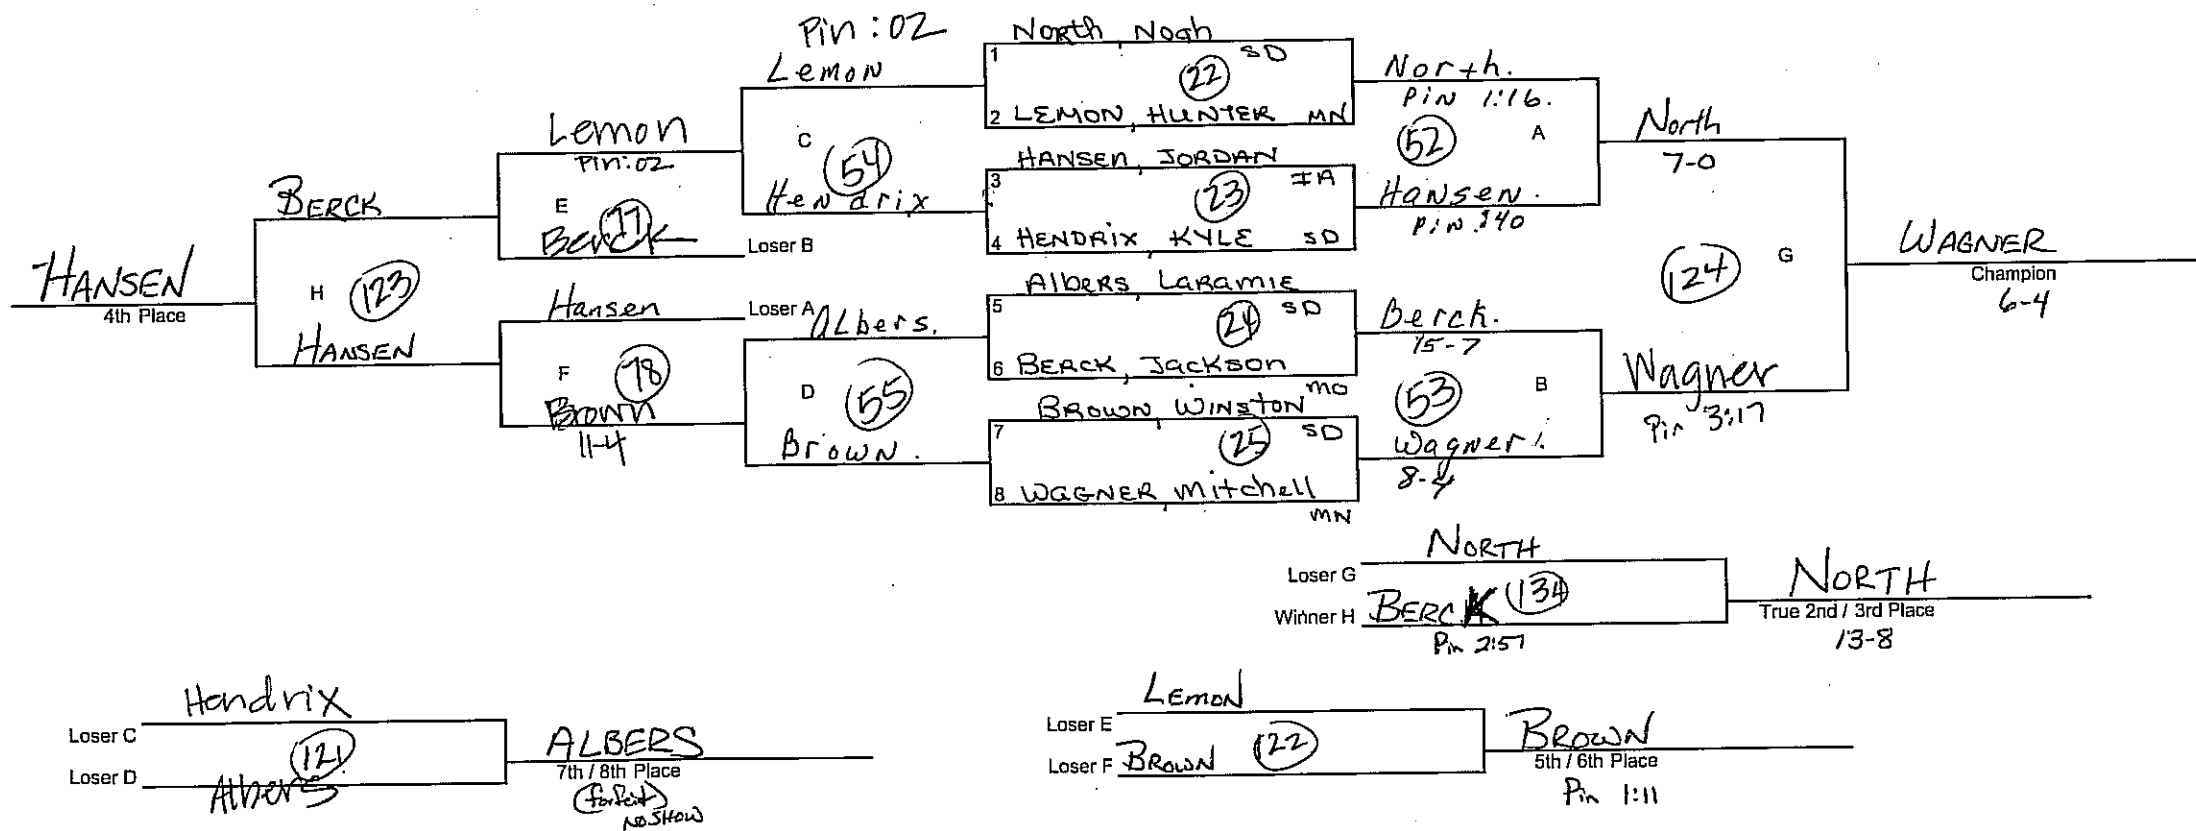 Pin :02
North, Noah
1 SD
22
2 LEMON, HUNTER MN
HANSEN, JORDAN
3 IA
23
4 HENDRIX, KYLE SD
Albers, LARAMIE
5 SD
24
6 BERCK, JACKSON
MO
BROWN, WINSTON
7 SD
25
8 WAGNER, Mitchell
MN
North.
Pin 1:16.
52 A
Hansen.
Pin :40
Berck.
15-7
53 B
Wagner.
8-4
North
7-0
124 G
Wagner
Pin 3:17
WAGNER
Champion
6-4
Lemon
C 54
Hendrix
Albers.
D 55
Brown.
Lemon
Pin:02
E 77
Berck
Loser B
Hansen
Loser A
F 78
Brown
11-4
BERCK
H 123
HANSEN
HANSEN
4th Place
NORTH
Loser G
134
Winner H BERCK
Pin 2:57
NORTH
True 2nd / 3rd Place
13-8
Hendrix
Loser C
121
Loser D Albers
ALBERS
7th / 8th Place
(forfeit)
NO SHOW
LEMON
Loser E
122
Loser F BROWN
BROWN
5th / 6th Place
Pin 1:11